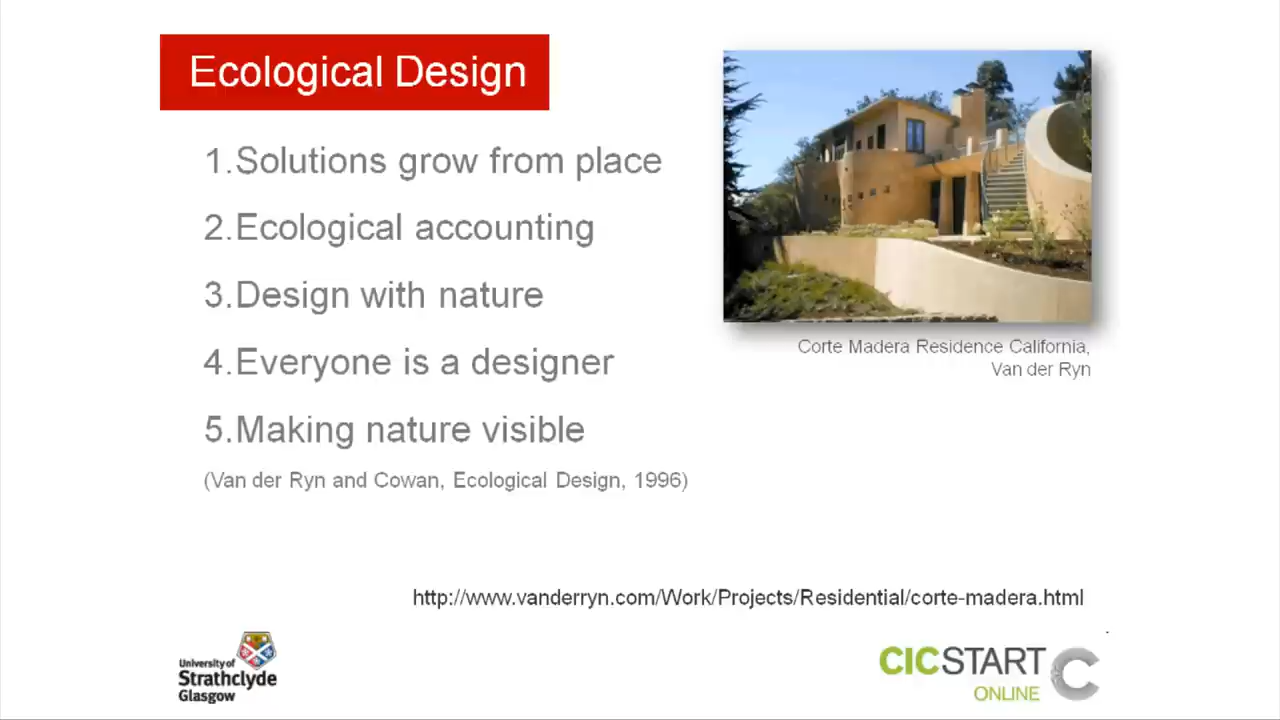 Ecological Design
1.Solutions grow from place
2.Ecological accounting
3.Design with nature
4.Everyone is a designer
5.Making nature visible
(Van der Ryn and Cowan, Ecological Design, 1996)
Corte Madera Residence California,
Van der Ryn
http://www.vanderryn.com/Work/Projects/Residential/corte-madera.html
University of
Strathclyde
Glasgow
CICSTART
ONLINE